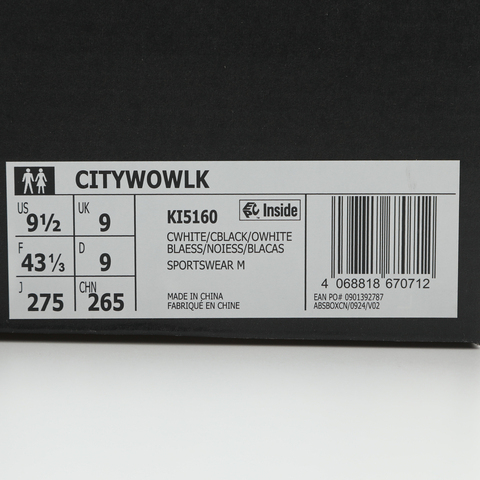 CITYWOWLK
US 9½ UK 9
F 43⅓ D 9
J 275 CHN 265
KI5160 Inside
CWHITE/CBLACK/OWHITE
BLAESS/NOIESS/BLACAS
SPORTSWEAR M
MADE IN CHINA
FABRIQUÉ EN CHINE
4 068818 670712
EAN PO# 0901392787
ABSBOXCN/0924/V02